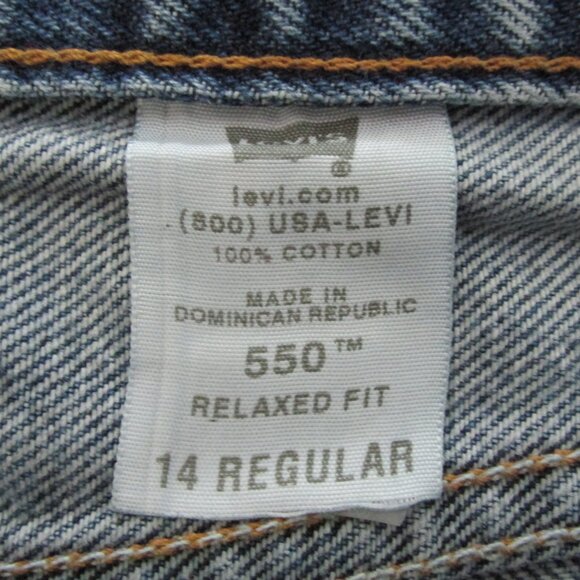 Levi's
®
levi.com
(800) USA-LEVI
100% COTTON
MADE IN
DOMINICAN REPUBLIC
550™
RELAXED FIT
14 REGULAR